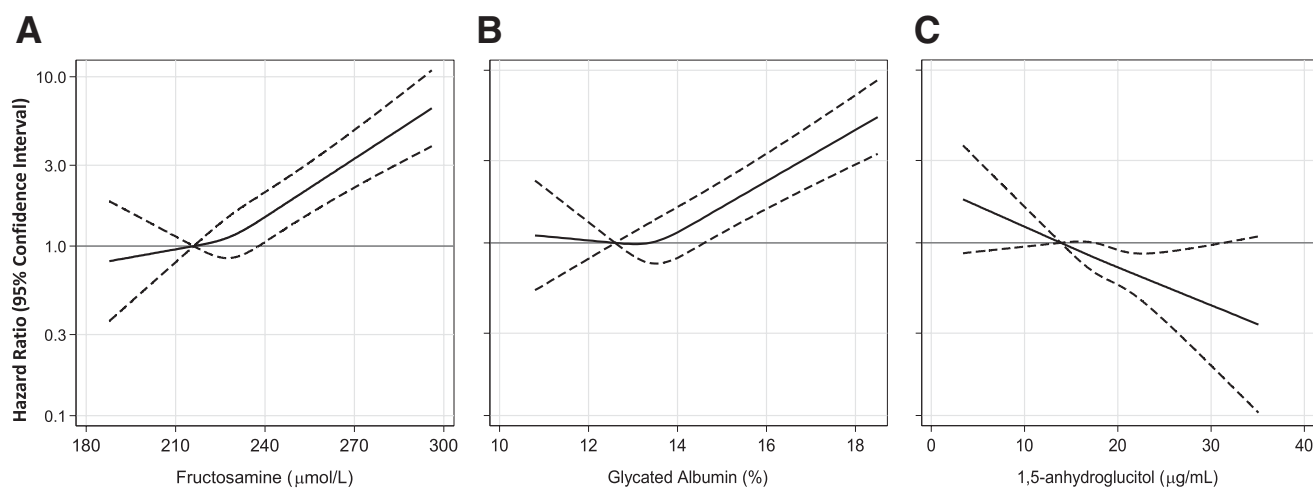 A
B
C
Hazard Ratio (95% Confidence Interval)
10.0
3.0
1.0
0.3
0.1
180 210 240 270 300
10 12 14 16 18
0 10 20 30 40
Fructosamine (μmol/L)
Glycated Albumin (%)
1,5-anhydroglucitol (μg/mL)